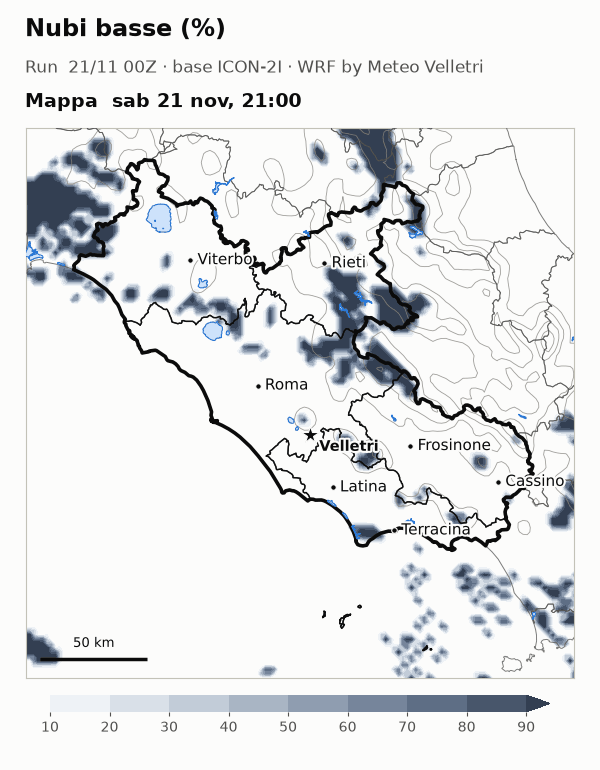 Nubi basse (%)
Run  21/11 00Z · base ICON-2I · WRF by Meteo Velletri
Mappa  sab 21 nov, 21:00
Viterbo
Rieti
Roma
Velletri
Frosinone
Cassino
Latina
Terracina
50 km
10 20 30 40 50 60 70 80 90